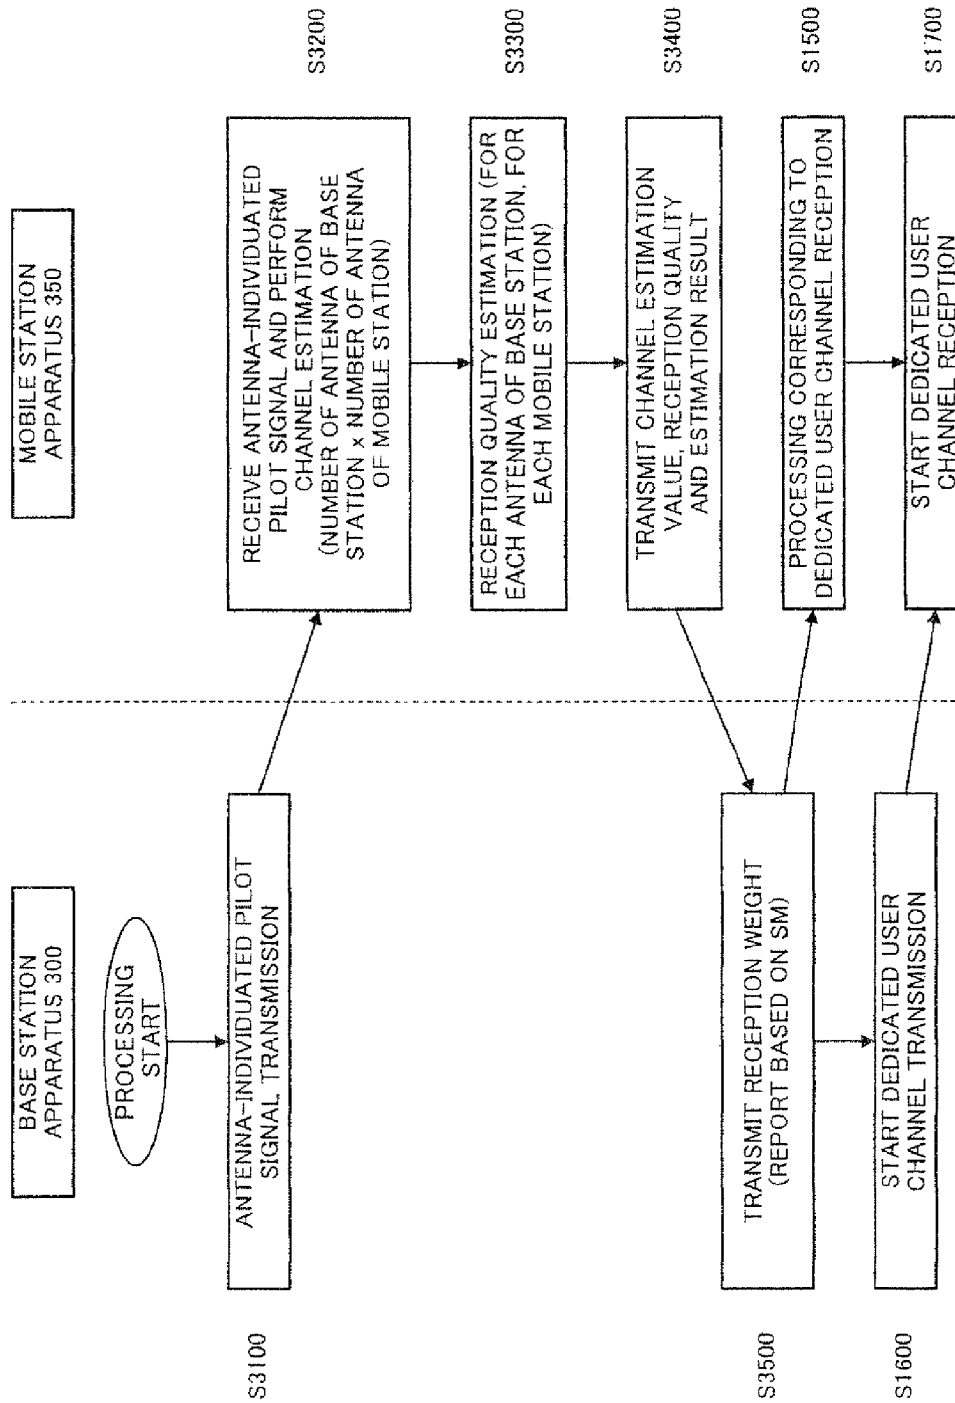 BASE STATION
APPARATUS 300
PROCESSING
START
S3100
ANTENNA-INDIVIDUATED PILOT
SIGNAL TRANSMISSION
S3500
TRANSMIT RECEPTION WEIGHT
(REPORT BASED ON SM)
S1600
START DEDICATED USER
CHANNEL TRANSMISSION
MOBILE STATION
APPARATUS 350
RECEIVE ANTENNA-INDIVIDUATED
PILOT SIGNAL AND PERFORM
CHANNEL ESTIMATION
(NUMBER OF ANTENNA OF BASE
STATION x NUMBER OF ANTENNA
OF MOBILE STATION)
S3200
RECEPTION QUALITY ESTIMATION (FOR
EACH ANTENNA OF BASE STATION, FOR
EACH MOBILE STATION)
S3300
TRANSMIT CHANNEL ESTIMATION
VALUE, RECEPTION QUALITY
AND ESTIMATION RESULT
S3400
PROCESSING CORRESPONDING TO
DEDICATED USER CHANNEL RECEPTION
S1500
START DEDICATED USER
CHANNEL RECEPTION
S1700